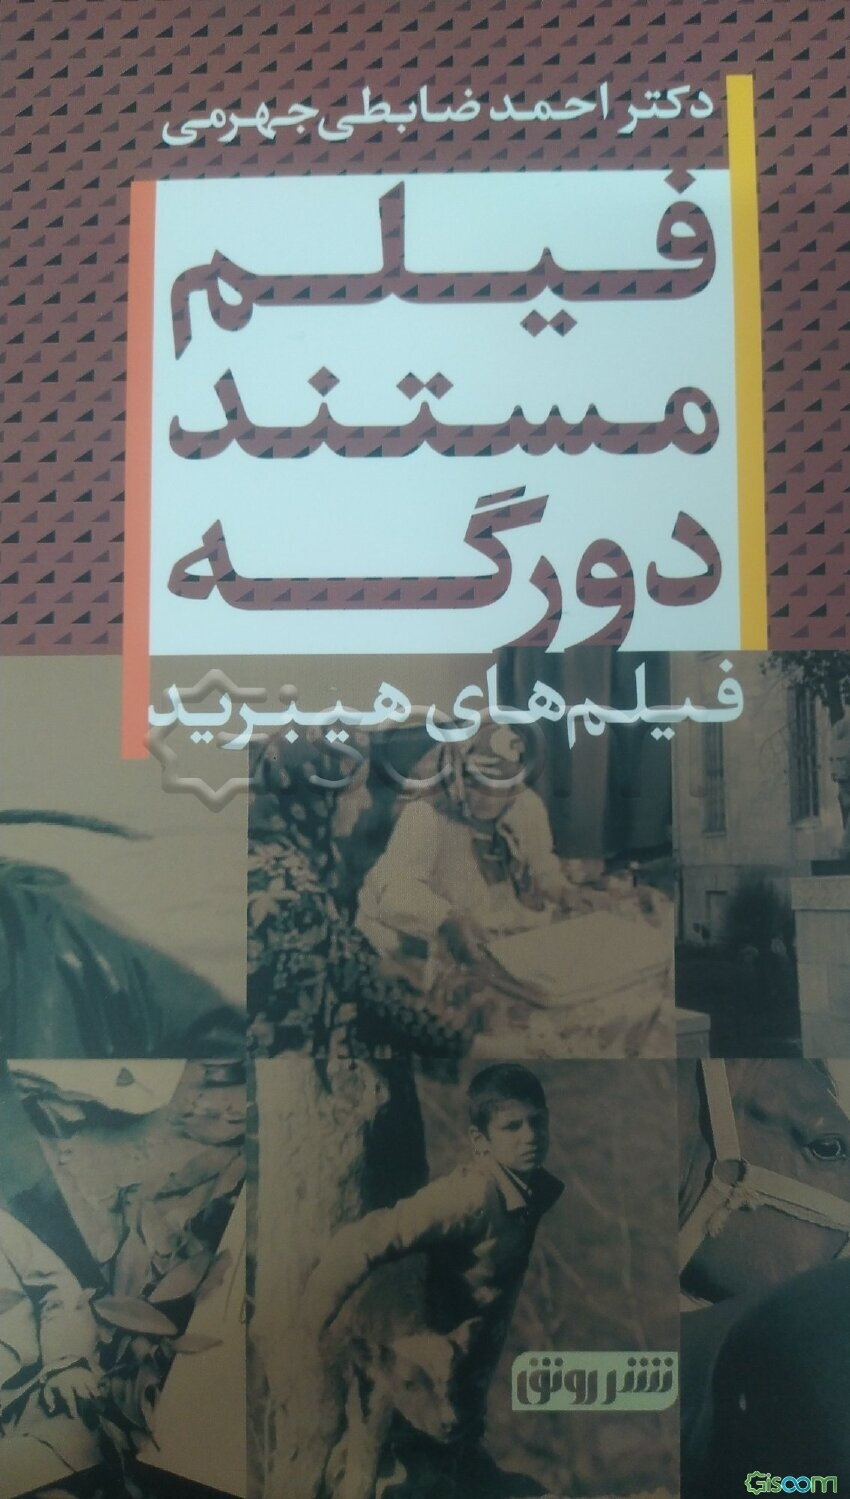 دکتر احمد ضابطی‌جهرمی
فیلم
مستند
دورگه
فیلم‌های هیبرید
نشر رونق
Gisoom